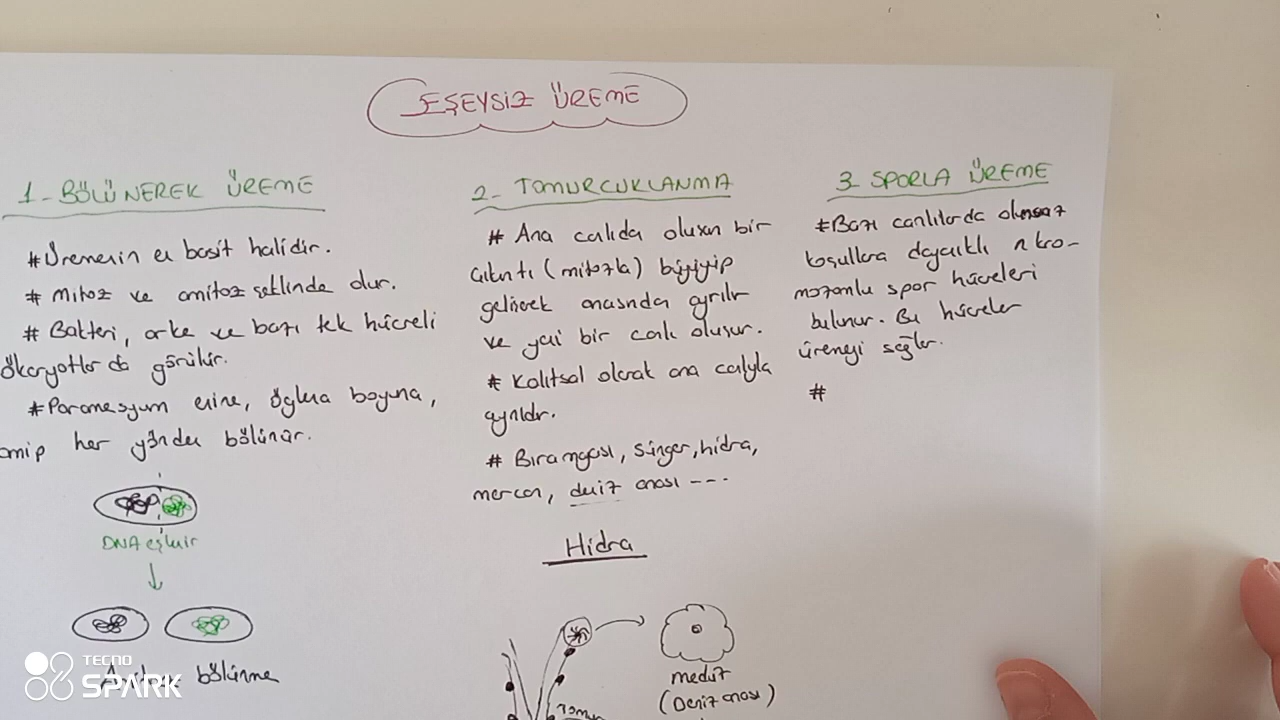 EŞEYSİZ ÜREME
1-BÖLÜNEREK ÜREME
#Üremenin en basit halidir.
# Mitoz ve amitoz şeklinde olur.
# Bakteri, arke ve bazı tek hücreli
ökaryotlarda görülür.
#Paramesyum enine, öglena boyuna,
amip her yönden bölünür.
DNA eşlenir
Amitoz bölünme
2- TOMURCUKLANMA
# Ana canlıda oluşan bir
çıkıntı (mitozla) büyüyüp
gelişerek anasından ayrılır
ve yeni bir canlı oluşur.
# Kalıtsal olarak ana canlıyla
aynıdır.
# Bira mayası, sünger, hidra,
mercan, deniz anası ---
Hidra
meduz
(Deniz anası)
3- SPORLA ÜREME
#Bazı canlılarda olumsuz
koşullara dayanıklı n kro-
mozomlu spor hücreleri
bulunur. Bu hücreler
üremeyi sağlar.
#
TECNO
SPARK